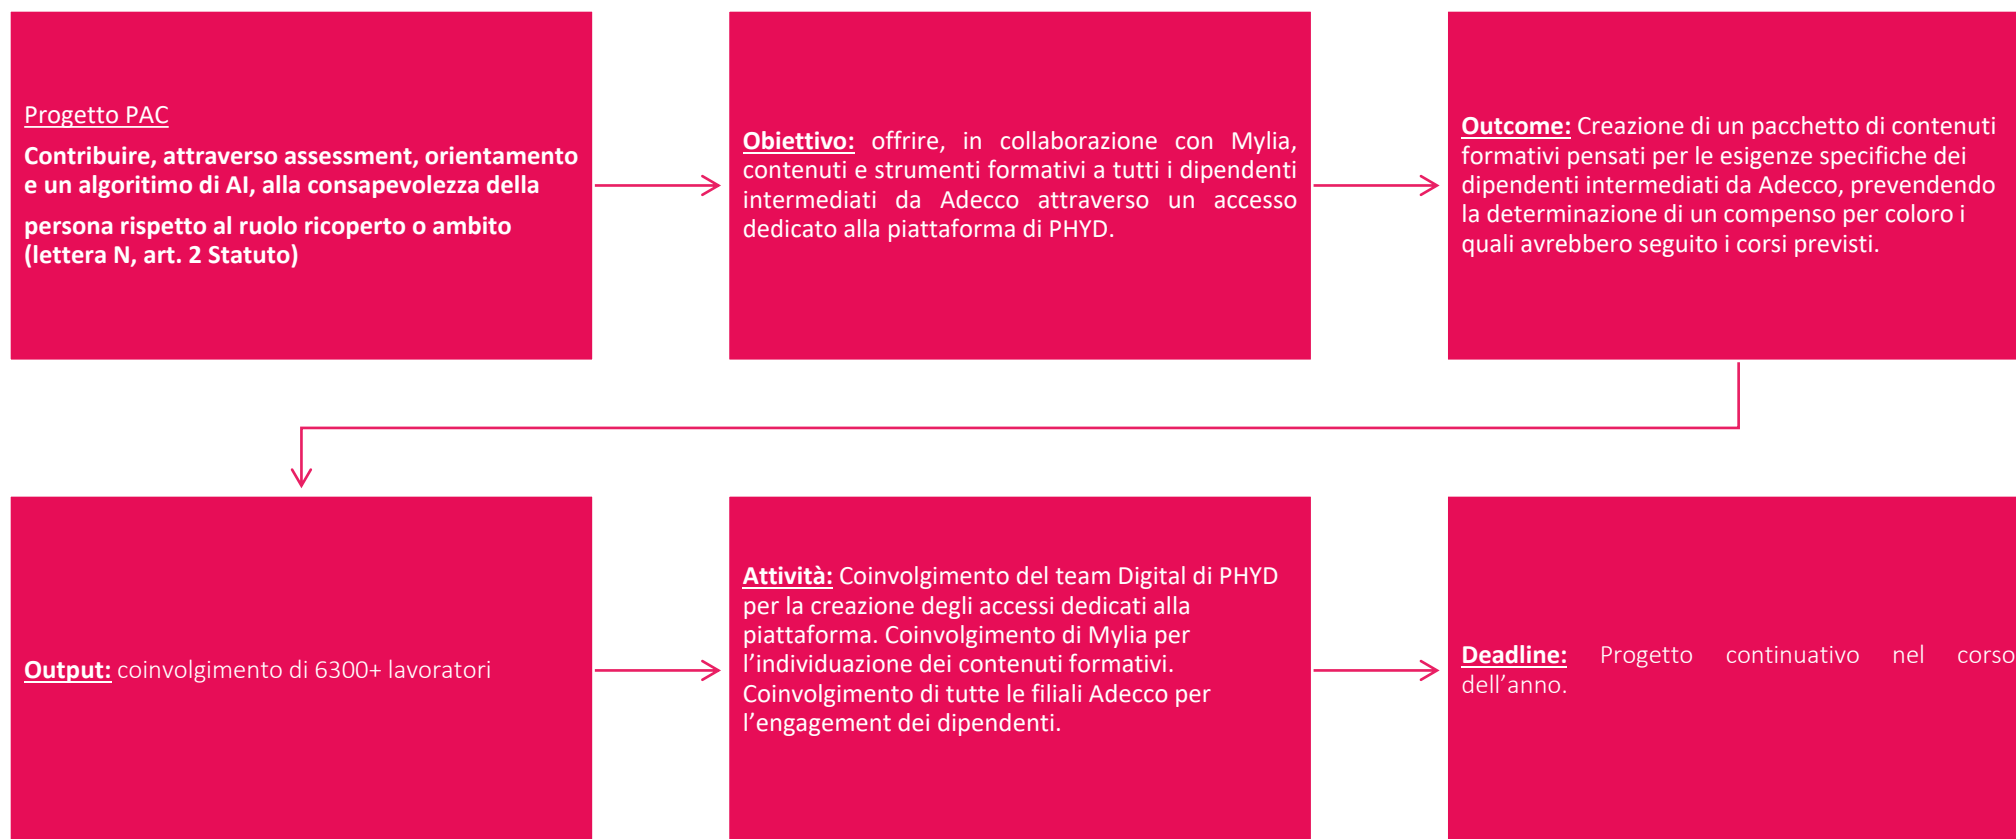 Progetto PAC
Contribuire, attraverso assessment, orientamento
e un algoritimo di AI, alla consapevolezza della
persona rispetto al ruolo ricoperto o ambito
(lettera N, art. 2 Statuto)
Obiettivo: offrire, in collaborazione con Mylia,
contenuti e strumenti formativi a tutti i dipendenti
intermediati da Adecco attraverso un accesso
dedicato alla piattaforma di PHYD.
Outcome: Creazione di un pacchetto di contenuti
formativi pensati per le esigenze specifiche dei
dipendenti intermediati da Adecco, prevendendo
la determinazione di un compenso per coloro i
quali avrebbero seguito i corsi previsti.
Output: coinvolgimento di 6300+ lavoratori
Attività: Coinvolgimento del team Digital di PHYD
per la creazione degli accessi dedicati alla
piattaforma. Coinvolgimento di Mylia per
l’individuazione dei contenuti formativi.
Coinvolgimento di tutte le filiali Adecco per
l’engagement dei dipendenti.
Deadline: Progetto continuativo nel corso
dell’anno.